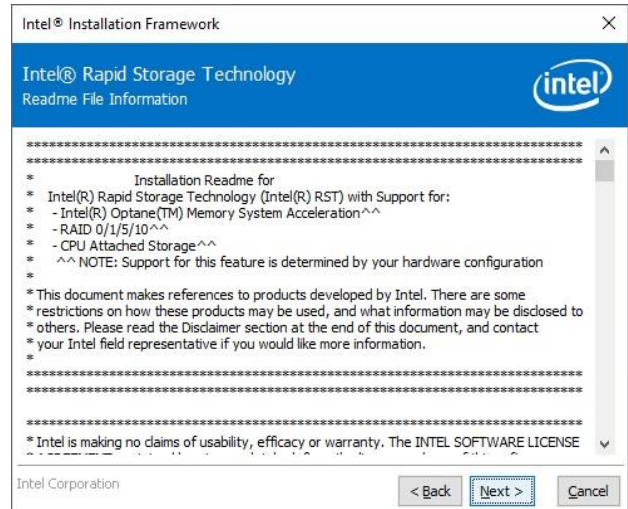 Intel® Installation Framework
Intel® Rapid Storage Technology
Readme File Information
intel
*******************************************************************************
*******************************************************************************
* Installation Readme for
* Intel(R) Rapid Storage Technology (Intel(R) RST) with Support for:
* - Intel(R) Optane(TM) Memory System Acceleration^^
* - RAID 0/1/5/10^^
* - CPU Attached Storage^^
* ^^ NOTE: Support for this feature is determined by your hardware configuration
*
* This document makes references to products developed by Intel. There are some
* restrictions on how these products may be used, and what information may be disclosed to
* others. Please read the Disclaimer section at the end of this document, and contact
* your Intel field representative if you would like more information.
*
*******************************************************************************
*******************************************************************************
*******************************************************************************
* Intel is making no claims of usability, efficacy or warranty. The INTEL SOFTWARE LICENSE
Intel Corporation
< Back
Next >
Cancel